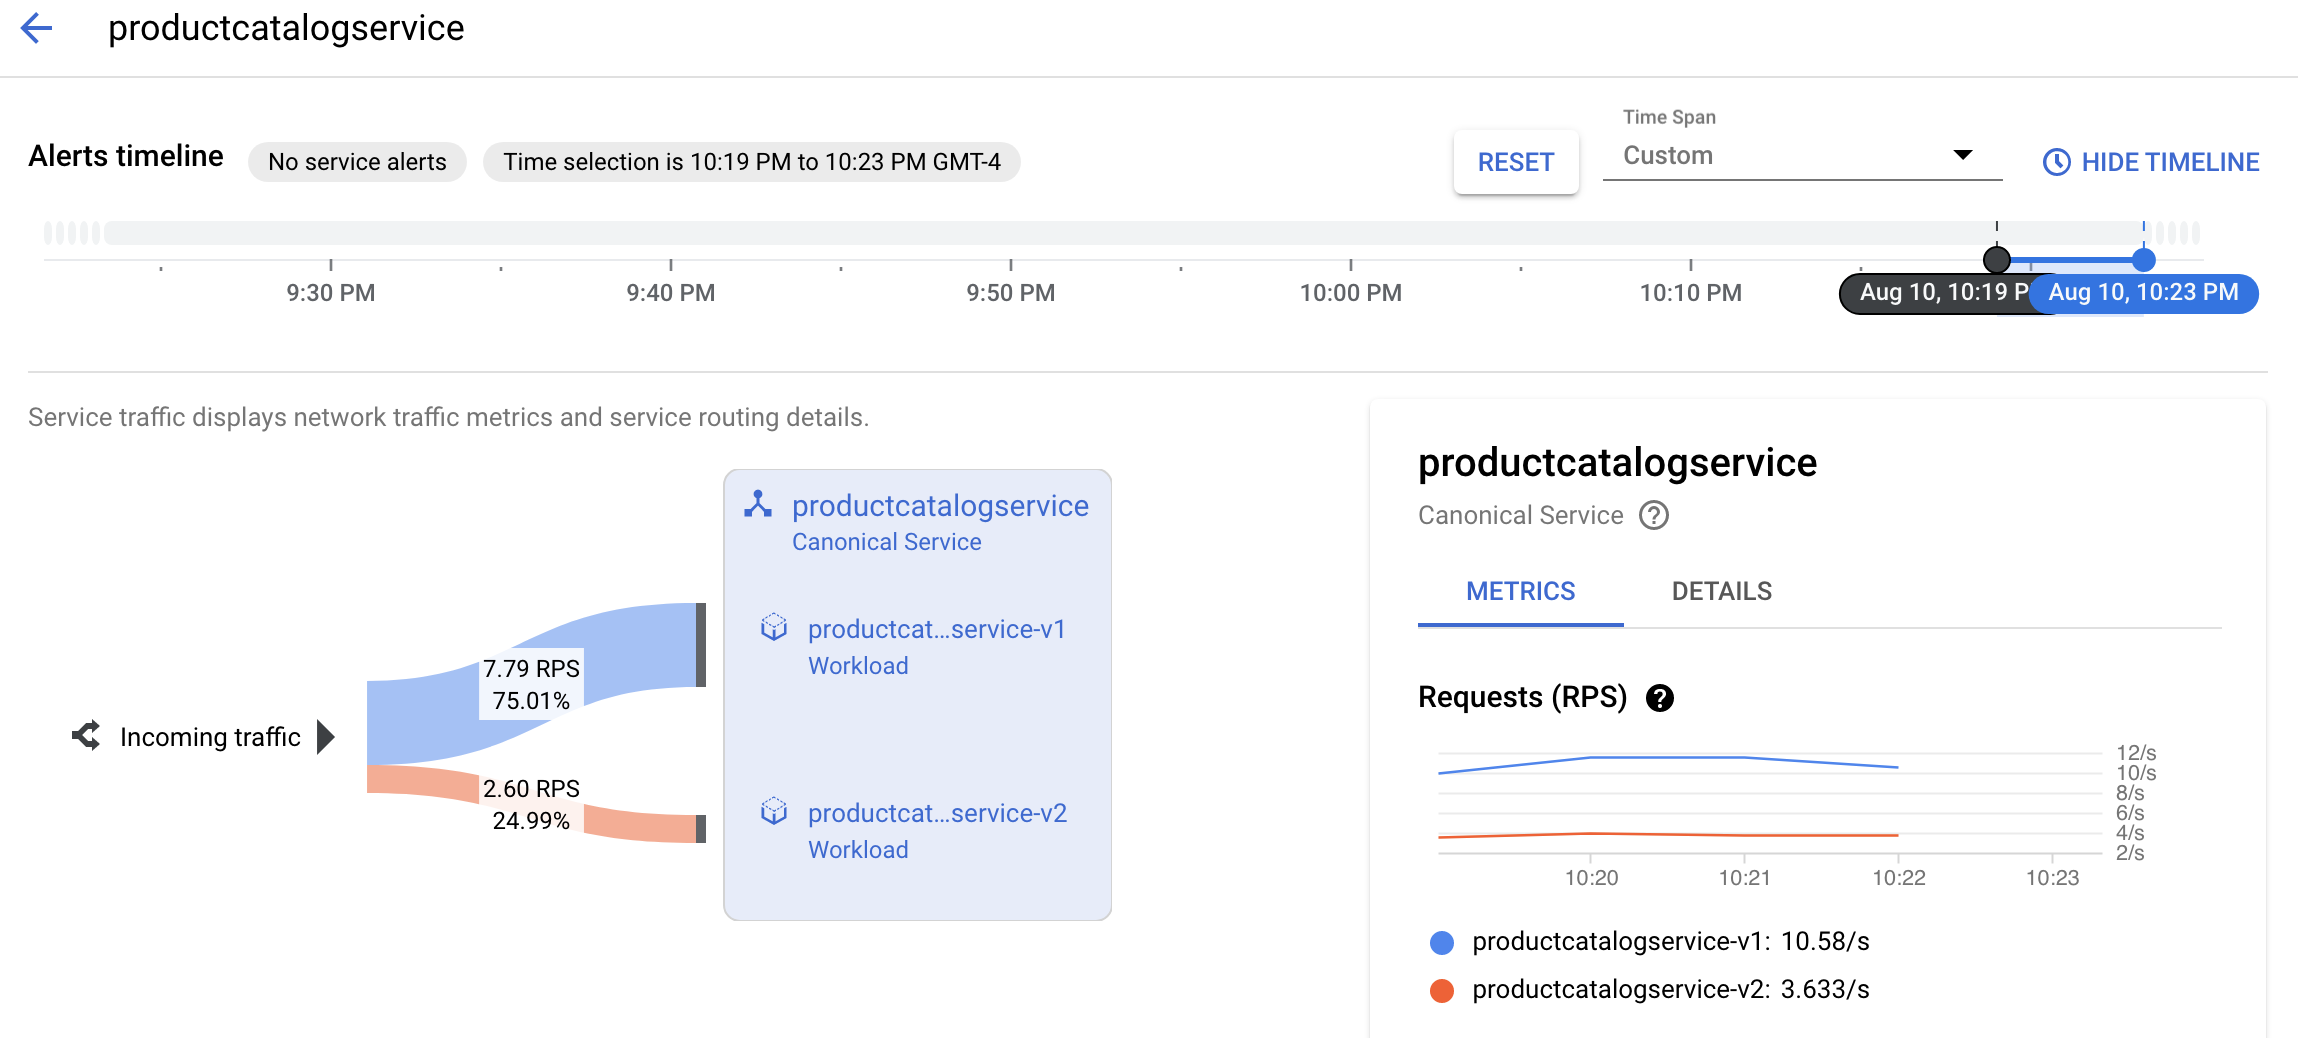 productcatalogservice
Alerts timeline
No service alerts
Time selection is 10:19 PM to 10:23 PM GMT-4
RESET
Time Span
Custom
HIDE TIMELINE
9:30 PM
9:40 PM
9:50 PM
10:00 PM
10:10 PM
Aug 10, 10:19 P
Aug 10, 10:23 PM
Service traffic displays network traffic metrics and service routing details.
Incoming traffic
7.79 RPS
75.01%
2.60 RPS
24.99%
productcatalogservice
Canonical Service
productcat...service-v1
Workload
productcat...service-v2
Workload
productcatalogservice
Canonical Service
METRICS
DETAILS
Requests (RPS)
12/s
10/s
8/s
6/s
4/s
2/s
10:20
10:21
10:22
10:23
productcatalogservice-v1: 10.58/s
productcatalogservice-v2: 3.633/s